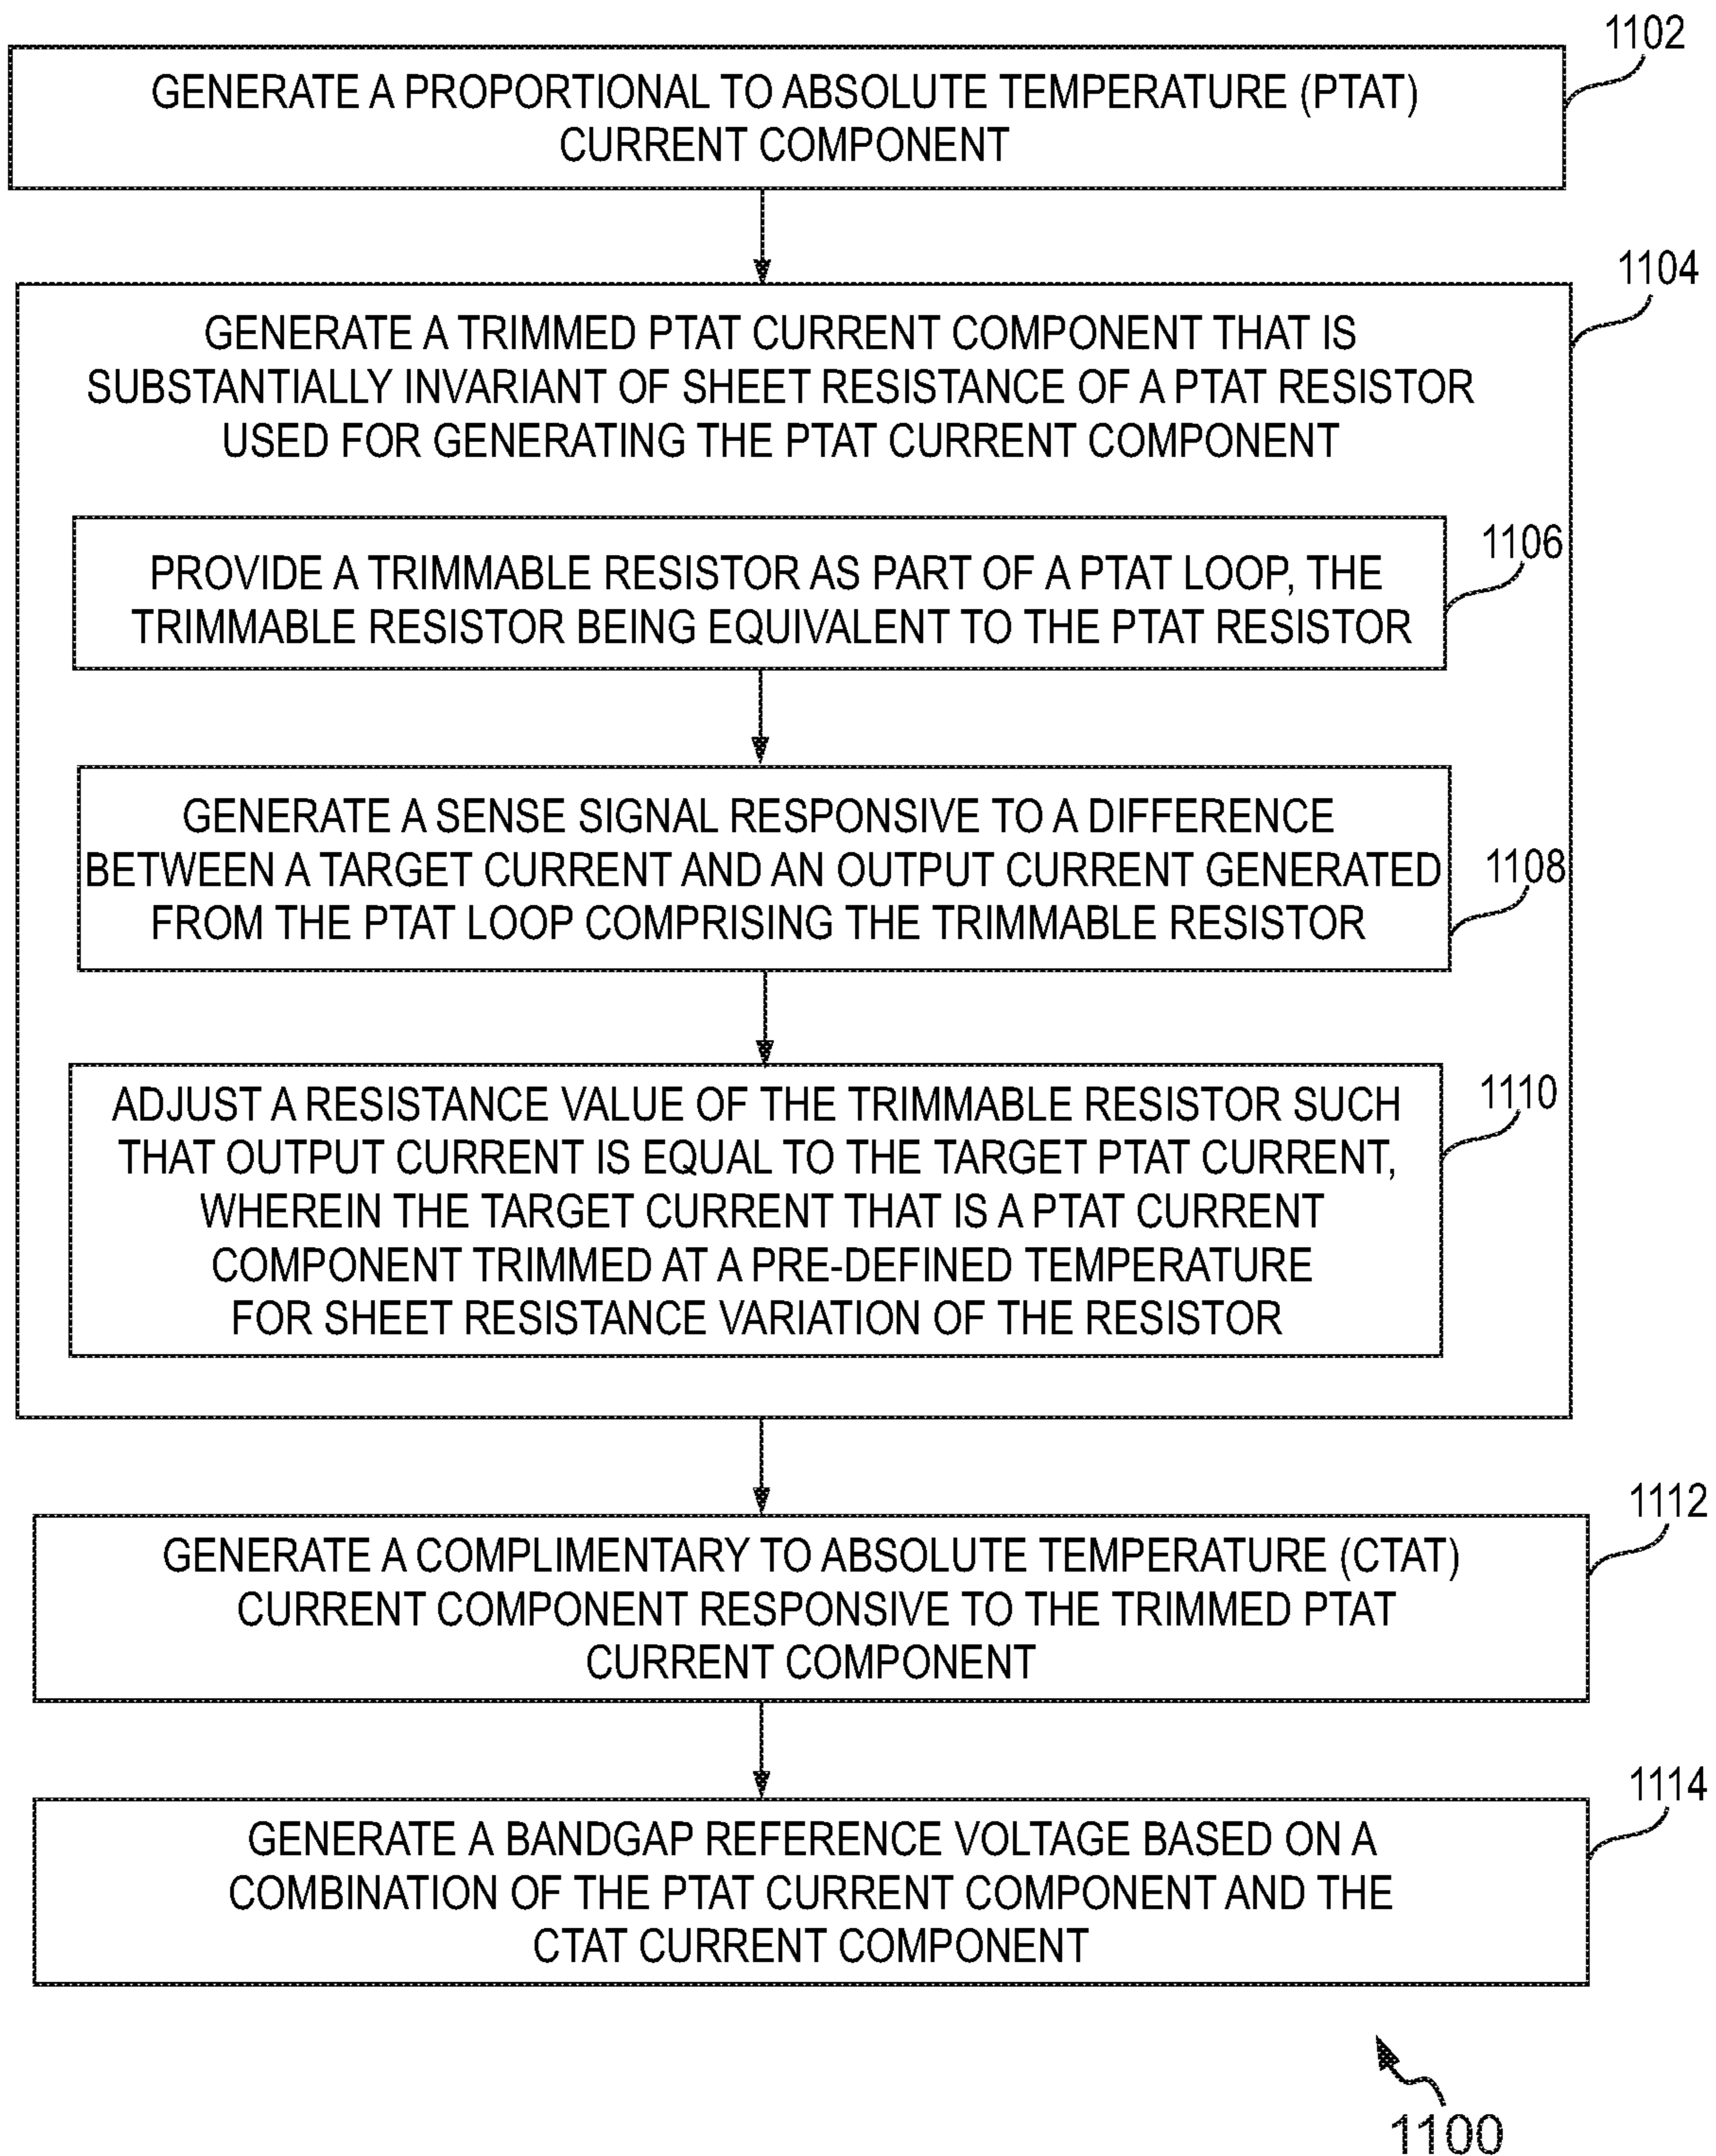 1102
GENERATE A PROPORTIONAL TO ABSOLUTE TEMPERATURE (PTAT)
CURRENT COMPONENT
1104
GENERATE A TRIMMED PTAT CURRENT COMPONENT THAT IS
SUBSTANTIALLY INVARIANT OF SHEET RESISTANCE OF A PTAT RESISTOR
USED FOR GENERATING THE PTAT CURRENT COMPONENT
1106
PROVIDE A TRIMMABLE RESISTOR AS PART OF A PTAT LOOP, THE
TRIMMABLE RESISTOR BEING EQUIVALENT TO THE PTAT RESISTOR
GENERATE A SENSE SIGNAL RESPONSIVE TO A DIFFERENCE
BETWEEN A TARGET CURRENT AND AN OUTPUT CURRENT GENERATED
1108
FROM THE PTAT LOOP COMPRISING THE TRIMMABLE RESISTOR
1110
ADJUST A RESISTANCE VALUE OF THE TRIMMABLE RESISTOR SUCH
THAT OUTPUT CURRENT IS EQUAL TO THE TARGET PTAT CURRENT,
WHEREIN THE TARGET CURRENT THAT IS A PTAT CURRENT
COMPONENT TRIMMED AT A PRE-DEFINED TEMPERATURE
FOR SHEET RESISTANCE VARIATION OF THE RESISTOR
1112
GENERATE A COMPLIMENTARY TO ABSOLUTE TEMPERATURE (CTAT)
CURRENT COMPONENT RESPONSIVE TO THE TRIMMED PTAT
CURRENT COMPONENT
1114
GENERATE A BANDGAP REFERENCE VOLTAGE BASED ON A
COMBINATION OF THE PTAT CURRENT COMPONENT AND THE
CTAT CURRENT COMPONENT
1100